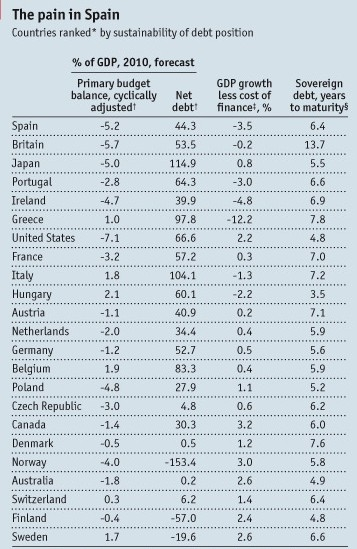 The pain in Spain
Countries ranked* by sustainability of debt position
% of GDP, 2010, forecast
Primary budget balance, cyclically adjusted† Net debt† GDP growth less cost of finance‡, % Sovereign debt, years to maturity§
Spain -5.2 44.3 -3.5 6.4
Britain -5.7 53.5 -0.2 13.7
Japan -5.0 114.9 0.8 5.5
Portugal -2.8 64.3 -3.0 6.6
Ireland -4.7 39.9 -4.8 6.9
Greece 1.0 97.8 -12.2 7.8
United States -7.1 66.6 2.2 4.8
France -3.2 57.2 0.3 7.0
Italy 1.8 104.1 -1.3 7.2
Hungary 2.1 60.1 -2.2 3.5
Austria -1.1 40.9 0.2 7.1
Netherlands -2.0 34.4 0.4 5.9
Germany -1.2 52.7 0.5 5.6
Belgium 1.9 83.3 0.4 5.9
Poland -4.8 27.9 1.1 5.2
Czech Republic -3.0 4.8 0.6 6.2
Canada -1.4 30.3 3.2 6.0
Denmark -0.5 0.5 1.2 7.6
Norway -4.0 -153.4 3.0 5.8
Australia -1.8 0.2 2.6 4.9
Switzerland 0.3 6.2 1.4 6.4
Finland -0.4 -57.0 2.4 4.8
Sweden 1.7 -19.6 2.6 6.6